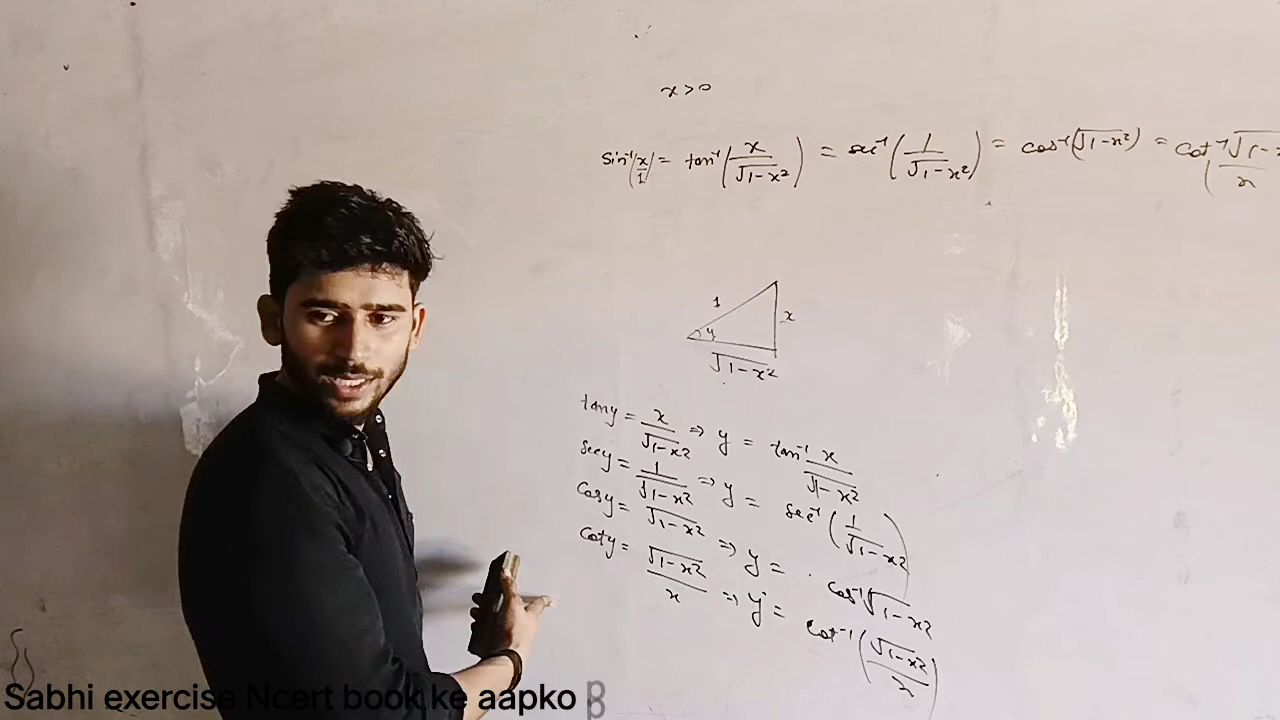 x>0
sin⁻¹(x/1) = tan⁻¹(x/√1-x²) = sec⁻¹(1/√1-x²) = cos⁻¹(√1-x²) = cot⁻¹(√1-
x)
1
x
y
√1-x²
tany = x/√1-x² ⇒ y = tan⁻¹ x/√1-x²
secy = 1/√1-x² ⇒ y = sec⁻¹(1/√1-x²)
cosy = √1-x² ⇒ y = cos⁻¹√1-x²
coty = √1-x²/x ⇒ y = cot⁻¹(√1-x²/x)
Sabhi exercise Ncert book ke aapko